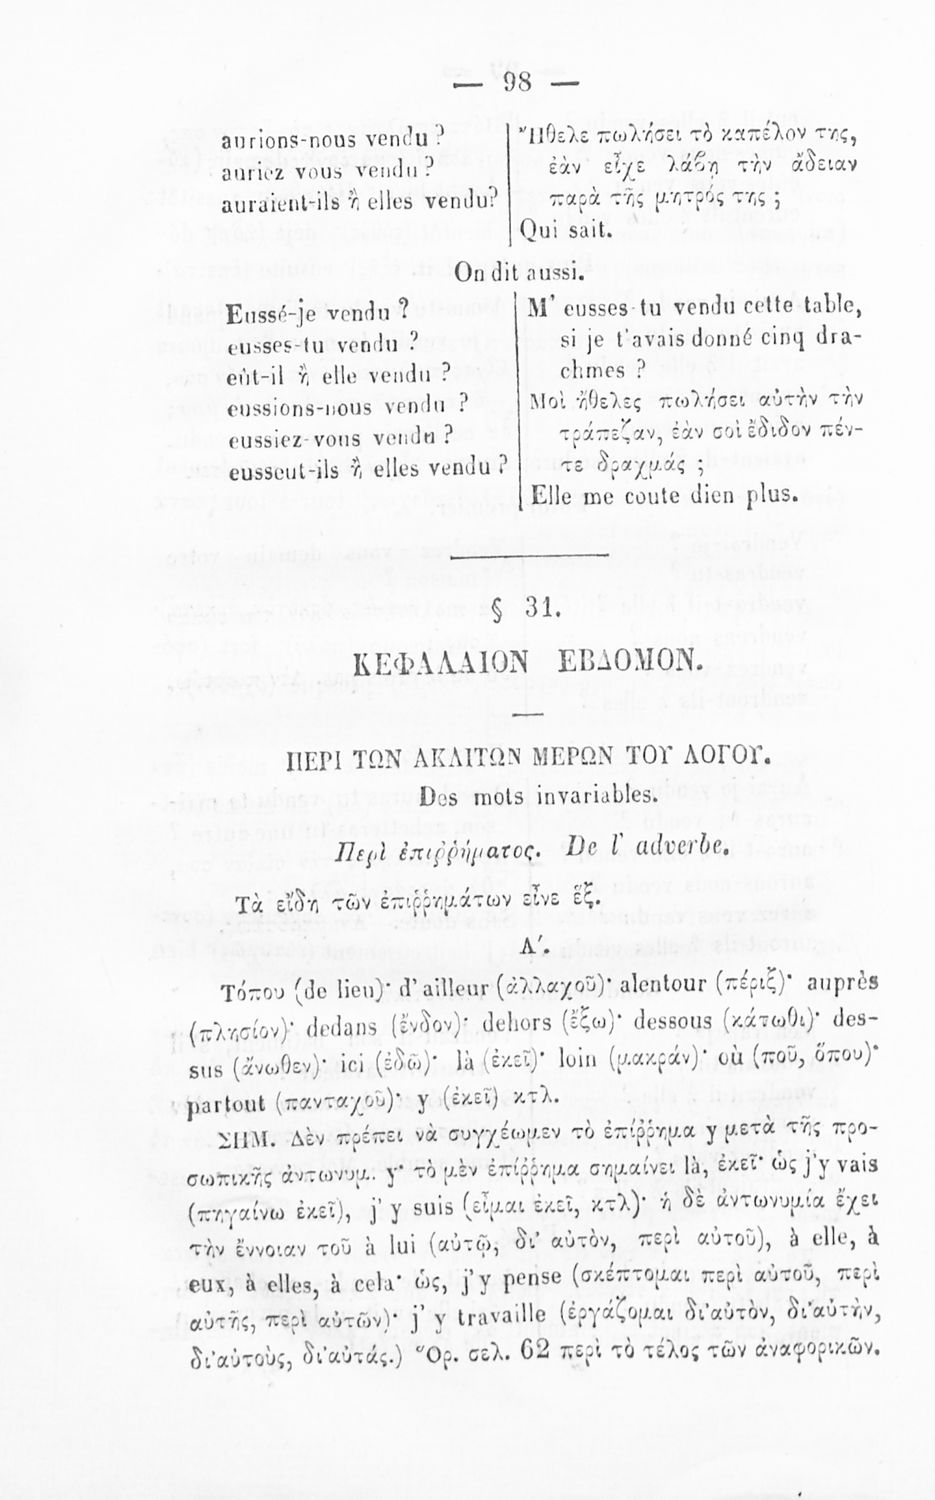 — 98 —
aurions-nous vendu ?
auriez vous vendu ?
auraient-ils ἢ elles vendu?
Ἤθελε πωλήσει τὸ καπέλον της,
ἐὰν εἶχε λάβῃ τὴν ἄδειαν
παρὰ τῆς μητρός της ;
Qui sait.
On dit aussi.
Eussé-je vendu ?
eusses-tu vendu ?
eût-il ἢ elle vendu ?
eussions-nous vendu ?
eussiez-vous vendu ?
eussent-ils ἢ elles vendu ?
M' eusses-tu vendu cette table,
si je t'avais donné cinq dra-
chmes ?
Μοὶ ἤθελες πωλήσει αὐτὴν τὴν
τράπεζαν, ἐὰν σοὶ ἔδιδον πέν-
τε δραχμάς ;
Elle me coute dien plus.
§ 31.
ΚΕΦΑΛΑΙΟΝ ΕΒΔΟΜΟΝ.
ΠΕΡΙ ΤΩΝ ΑΚΛΙΤΩΝ ΜΕΡΩΝ ΤΟΥ ΛΟΓΟΥ.
Des mots invariables.
Περὶ ἐπιῤῥήματος. De l' adverbe.
Τὰ εἴδη τῶν ἐπιῤῥημάτων εἶνε ἕξ.
Α'.
Τόπου (de lieu)· d'ailleur (ἀλλαχοῦ)· alentour (πέριξ)· auprès
(πλησίον)· dedans (ἔνδον)· dehors (ἔξω)· dessous (κάτωθι)· des-
sus (ἄνωθεν)· ici (ἐδῶ)· là (ἐκεῖ)· loin (μακράν)· où (ποῦ, ὅπου)·
partout (πανταχοῦ)· y (ἐκεῖ) κτλ.
ΣΗΜ. Δὲν πρέπει νὰ συγχέωμεν τὸ ἐπίῤῥημα y μετὰ τῆς προ-
σωπικῆς ἀντωνυμ.. y· τὸ μὲν ἐπίῤῥημα σημαίνει là, ἐκεῖ· ὡς j'y vais
(πηγαίνω ἐκεῖ), j'y suis (εἶμαι ἐκεῖ, κτλ)· ἡ δὲ ἀντωνυμία ἔχει
τὴν ἔννοιαν τοῦ à lui (αὐτῷ, δι' αὐτὸν, περὶ αὐτοῦ), à elle, à
eux, à elles, à cela· ὡς, j'y pense (σκέπτομαι περὶ αὐτοῦ, περὶ
αὐτῆς, περὶ αὐτῶν)· j' y travaille (ἐργάζομαι δι'αὐτὸν, δι'αὐτὴν,
δι'αὐτοὺς, δι'αὐτάς.) Ὅρ. σελ. 62 περὶ τὸ τέλος τῶν ἀναφορικῶν.